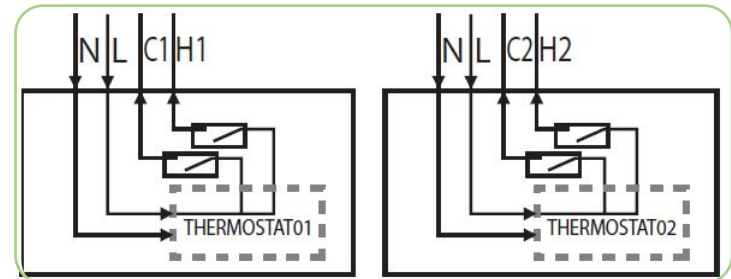 N L C1 H1 N L C2 H2
THERMOSTAT01 THERMOSTAT02